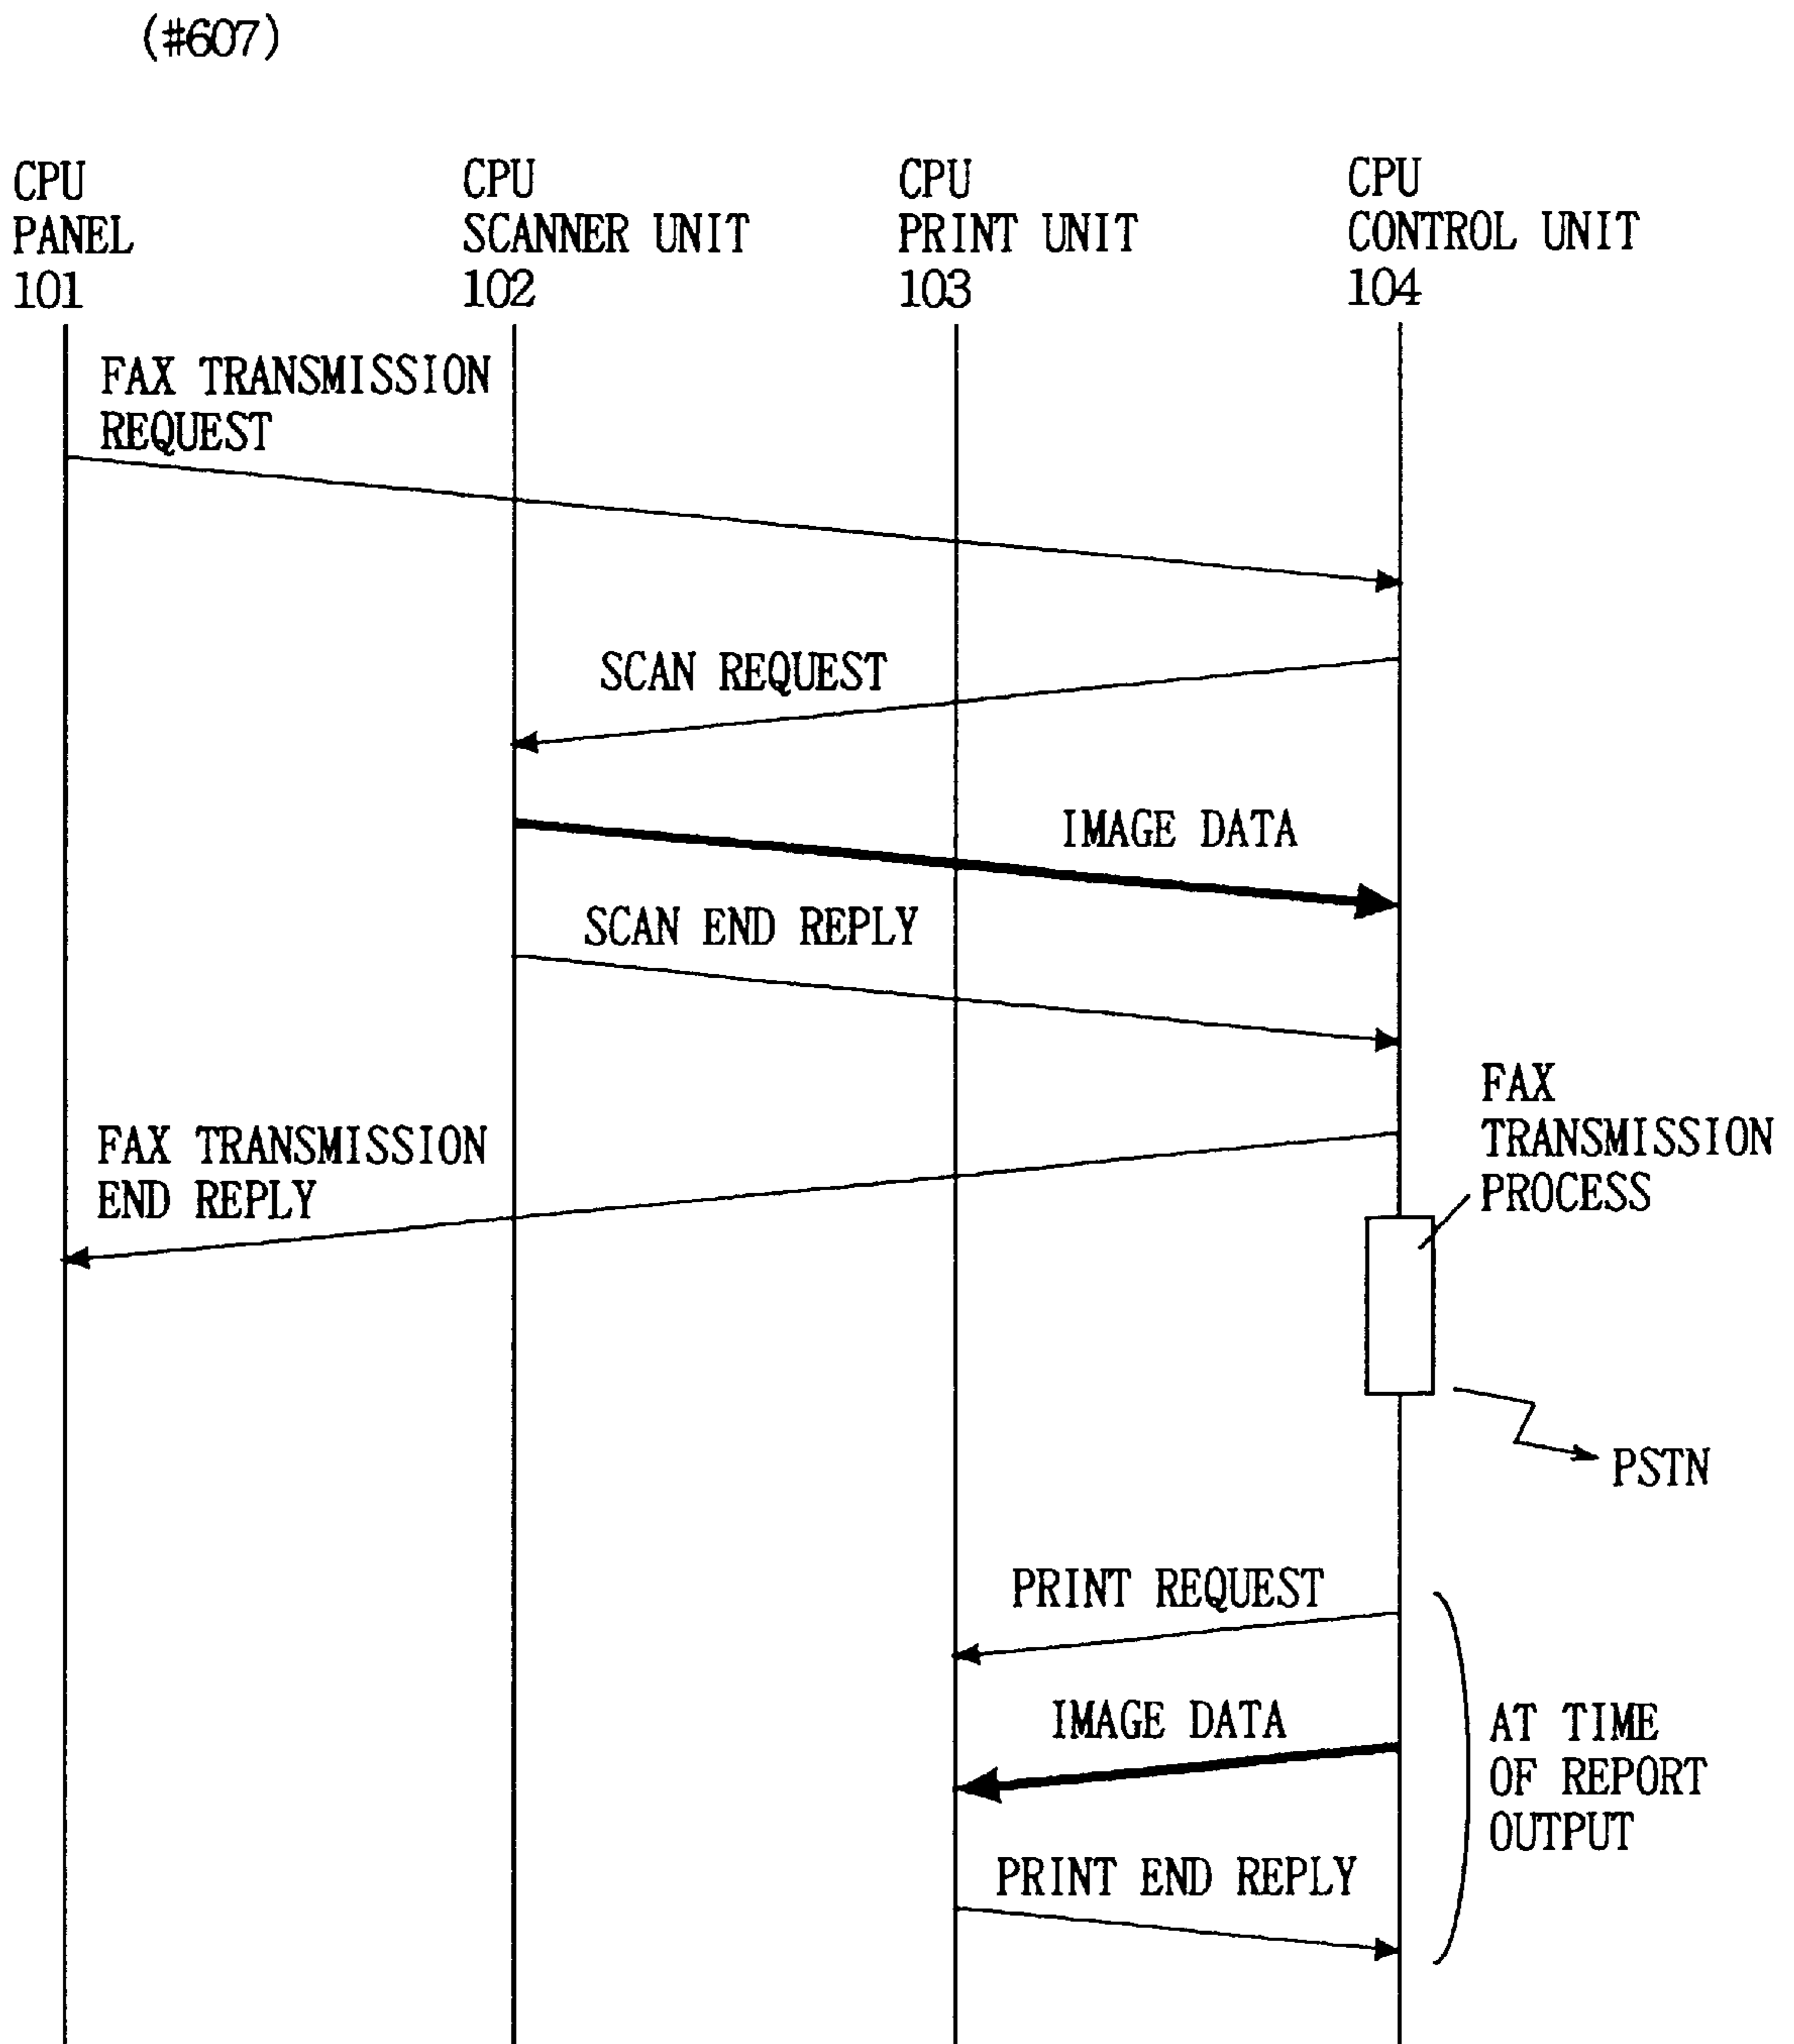 (#607)
CPU
PANEL
101
CPU
SCANNER UNIT
102
CPU
PRINT UNIT
103
CPU
CONTROL UNIT
104
FAX TRANSMISSION
REQUEST
SCAN REQUEST
IMAGE DATA
SCAN END REPLY
FAX
TRANSMISSION
PROCESS
FAX TRANSMISSION
END REPLY
PSTN
PRINT REQUEST
IMAGE DATA
AT TIME
OF REPORT
OUTPUT
PRINT END REPLY